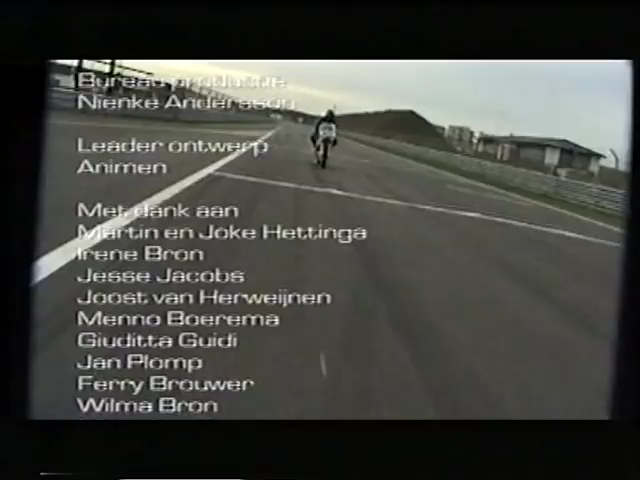 Bureau productie
Nienke Andersson
Leader ontwerp
Animen
Met dank aan
Martin en Joke Hettinga
Irene Bron
Jesse Jacobs
Joost van Herweijnen
Menno Boerema
Giuditta Guidi
Jan Plomp
Ferry Brouwer
Wilma Bron